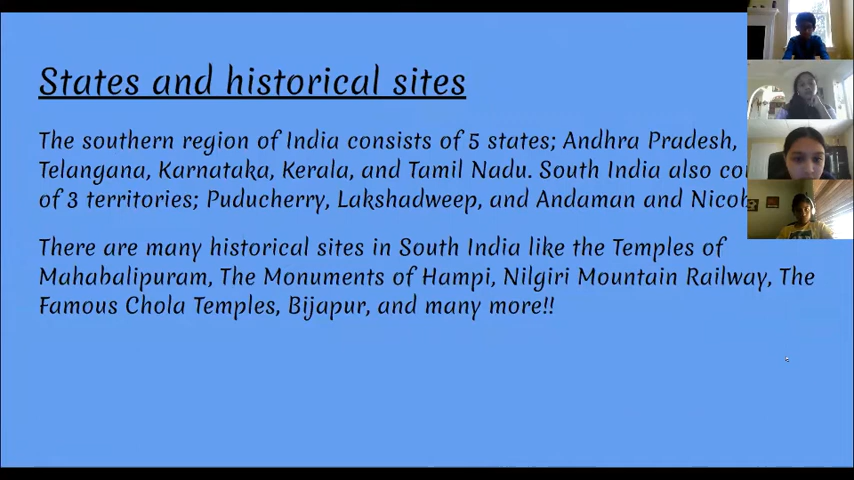 States and historical sites
The southern region of India consists of 5 states; Andhra Pradesh,
Telangana, Karnataka, Kerala, and Tamil Nadu. South India also
of 3 territories; Puducherry, Lakshadweep, and Andaman and
There are many historical sites in South India like the Temples of
Mahabalipuram, The Monuments of Hampi, Nilgiri Mountain Railway, The
Famous Chola Temples, Bijapur, and many more!!